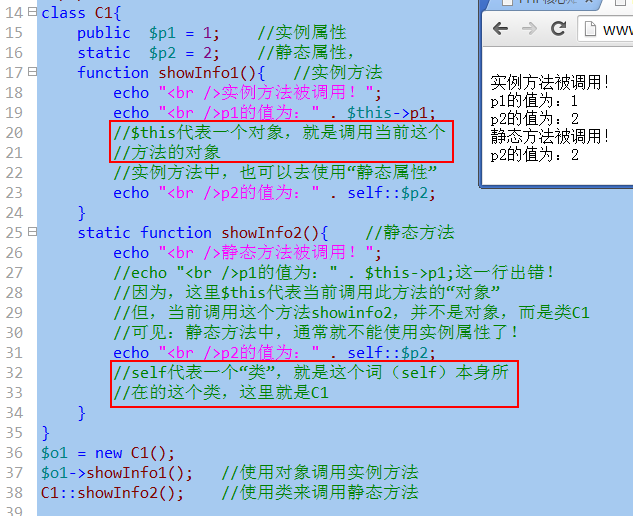 14 class C1{
15 public $p1 = 1; //实例属性
16 static $p2 = 2; //静态属性,
17 function showInfo1(){ //实例方法
18 echo "<br />实例方法被调用! ";
19 echo "<br />p1的值为: " . $this->p1;
20 //$this代表一个对象, 就是调用当前这个
21 //方法的对象
22 //实例方法中, 也可以去使用“静态属性”
23 echo "<br />p2的值为: " . self::$p2;
24 }
25 static function showInfo2(){ //静态方法
26 echo "<br />静态方法被调用! ";
27 //echo "<br />p1的值为: " . $this->p1;这一行出错!
28 //因为, 这里$this代表当前调用此方法的“对象”
29 //但, 当前调用这个方法showinfo2, 并不是对象, 而是类C1
30 //可见: 静态方法中, 通常就不能使用实例属性了!
31 echo "<br />p2的值为: " . self::$p2;
32 //self代表一个“类”, 就是这个词 (self) 本身所
33 //在的这个类, 这里就是C1
34 }
35 }
36 $o1 = new C1();
37 $o1->showInfo1(); //使用对象调用实例方法
38 C1::showInfo2(); //使用类来调用静态方法
39
www
实例方法被调用!
p1的值为: 1
p2的值为: 2
静态方法被调用!
p2的值为: 2